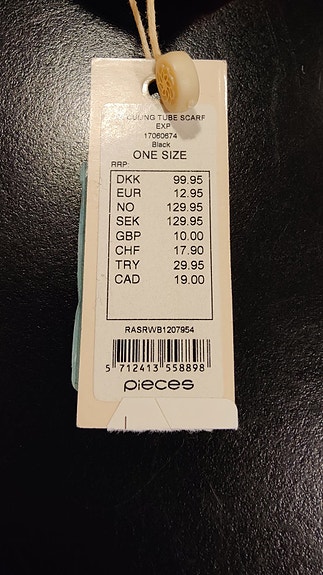 TUBE SCARF
EXP
17060674
Black
ONE SIZE
RRP
DKK 99.95
EUR 12.95
NO 129.95
SEK 129.95
GBP 10.00
CHF 17.90
TRY 29.95
CAD 19.00
RASRWB1207954
5 712413 558898
pieces